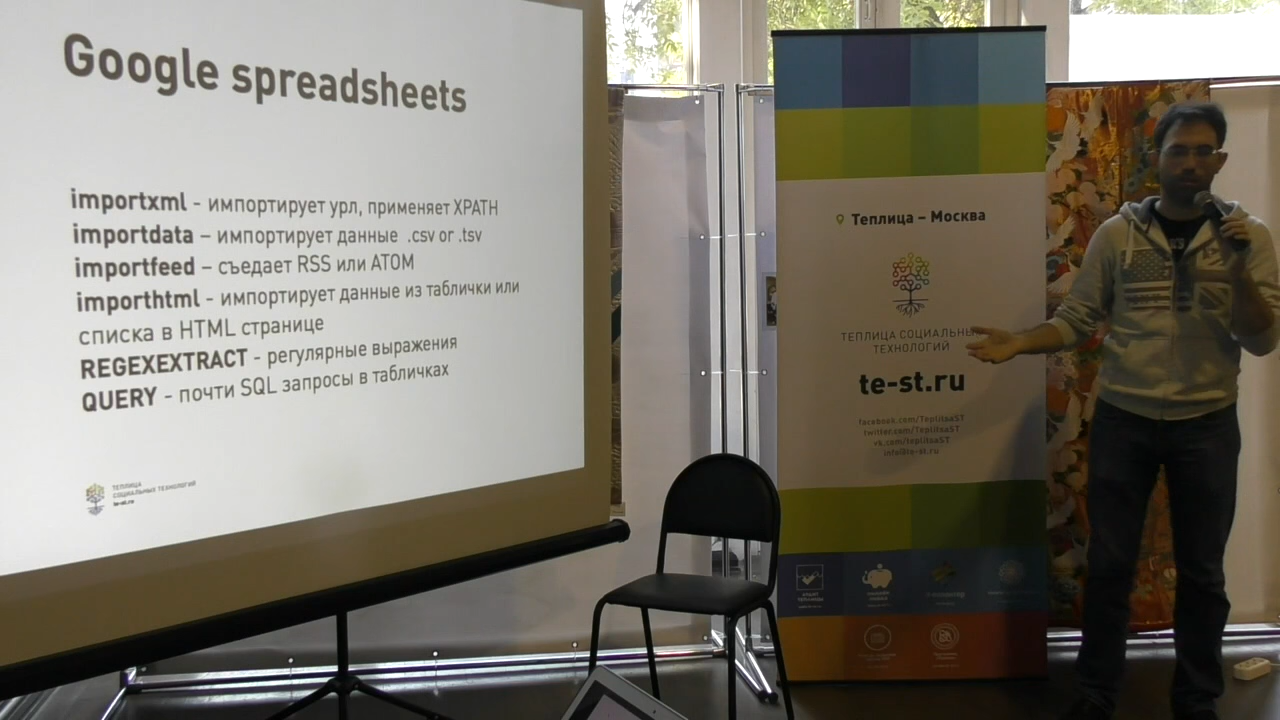 Google spreadsheets
importxml - импортирует урл, применяет XPATH
importdata – импортирует данные .csv or .tsv
importfeed – съедает RSS или ATOM
importhtml - импортирует данные из таблички или
списка в HTML странице
REGEXEXTRACT - регулярные выражения
QUERY - почти SQL запросы в табличках
ТЕПЛИЦА
СОЦИАЛЬНЫХ ТЕХНОЛОГИЙ
te-st.ru
Теплица – Москва
ТЕПЛИЦА СОЦИАЛЬНЫ
ТЕХНОЛОГИЙ
te-st.ru
facebook.com/TeplitsaST
twitter.com/TeplitsaST
vk.com/teplitsaST
info@te-st.ru